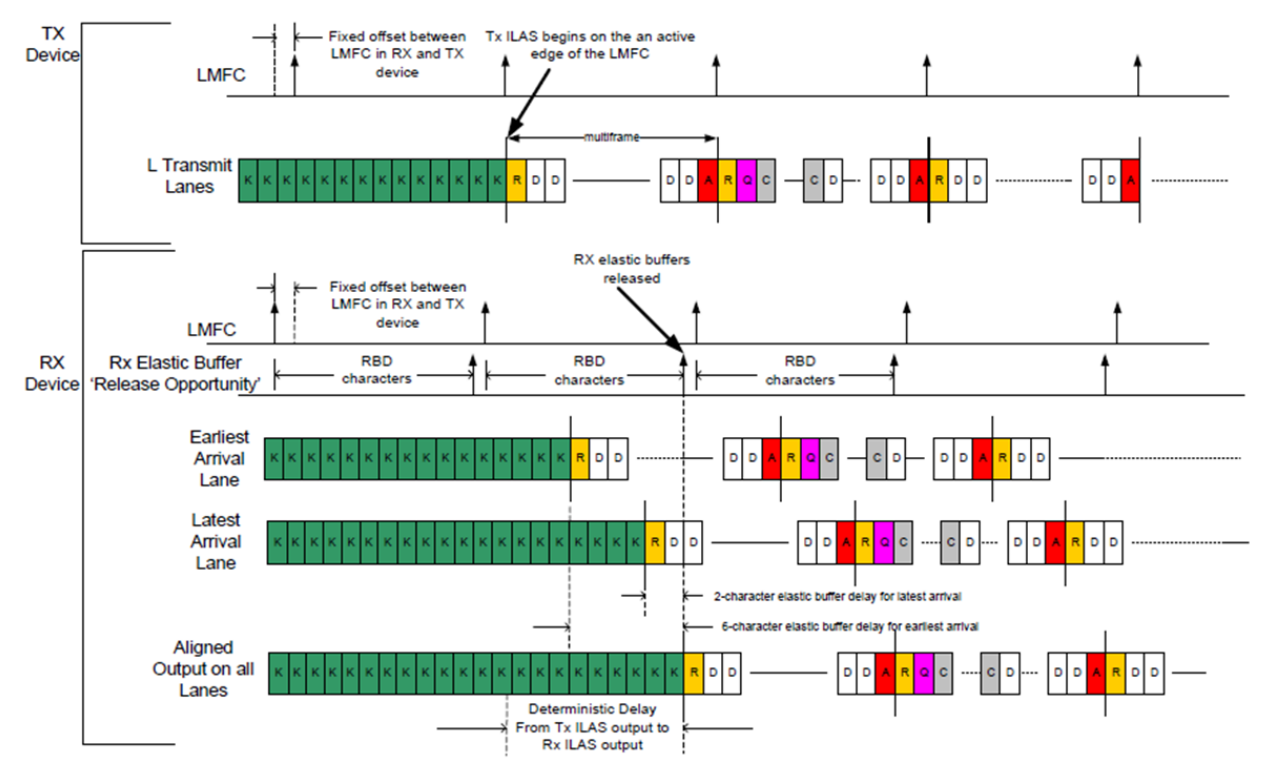 TX
Device
Fixed offset between
LMFC in RX and TX
device
Tx ILAS begins on the an active
edge of the LMFC
LMFC
multiframe
L Transmit
Lanes
K K K K K K K K K K K K K K R D D D D A R Q C C D D D A R D D D D A
RX elastic buffers
released
Fixed offset between
LMFC in RX and TX
device
LMFC
RX
Device
Rx Elastic Buffer
'Release Opportunity'
RBD
characters
RBD
characters
RBD
characters
Earliest
Arrival
Lane
K K K K K K K K K K K K K K K K R D D D D A R Q C C D D D A R D D
Latest
Arrival
Lane
K K K K K K K K K K K K K K K K K K K K R D D D D A R Q C C D D D A R D D
2-character elastic buffer delay for latest arrival
6-character elastic buffer delay for earliest arrival
Aligned
Output on all
Lanes
K K K K K K K K K K K K K K K K K K K K K K R D D D D A R Q C C D D D A R D D
Deterministic Delay
From Tx ILAS output to
Rx ILAS output